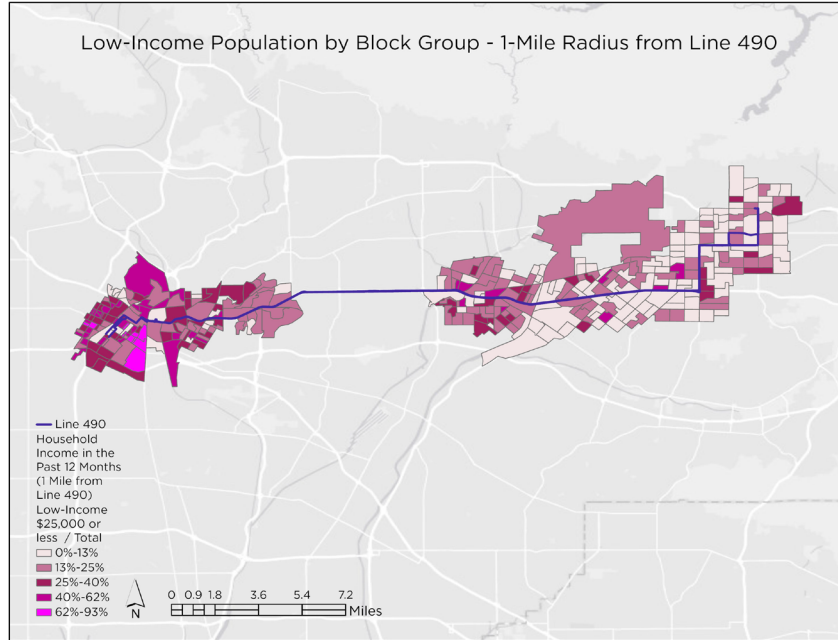 Low-Income Population by Block Group - 1-Mile Radius from Line 490
Line 490
Household
Income in the
Past 12 Months
(1 Mile from
Line 490)
Low-Income
$25,000 or
less / Total
0%-13%
13%-25%
25%-40%
40%-62%
62%-93%
N
0 0.9 1.8 3.6 5.4 7.2
Miles